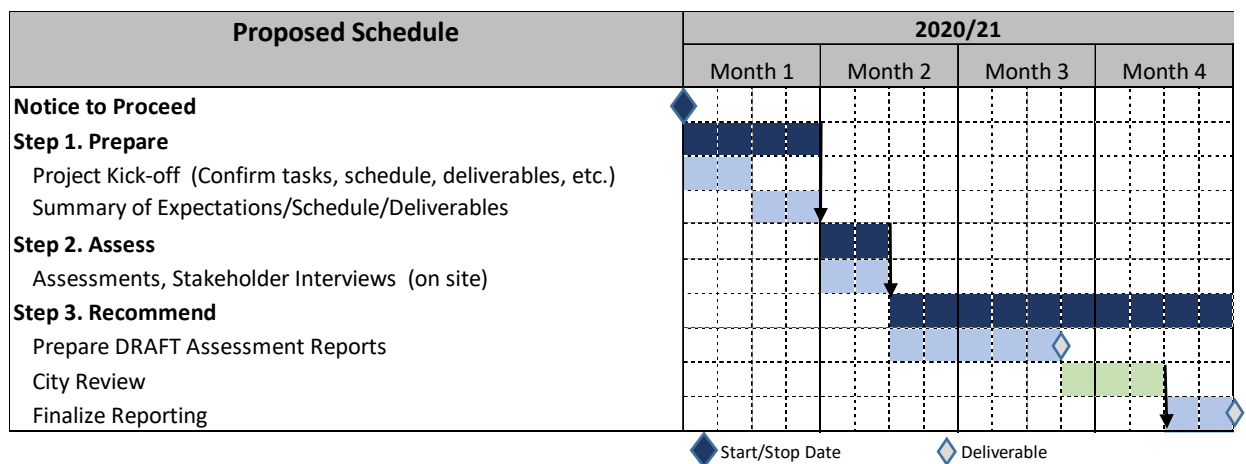 Proposed Schedule
2020/21
Month 1 Month 2 Month 3 Month 4
Notice to Proceed
Step 1. Prepare
Project Kick-off (Confirm tasks, schedule, deliverables, etc.)
Summary of Expectations/Schedule/Deliverables
Step 2. Assess
Assessments, Stakeholder Interviews (on site)
Step 3. Recommend
Prepare DRAFT Assessment Reports
City Review
Finalize Reporting
Start/Stop Date Deliverable